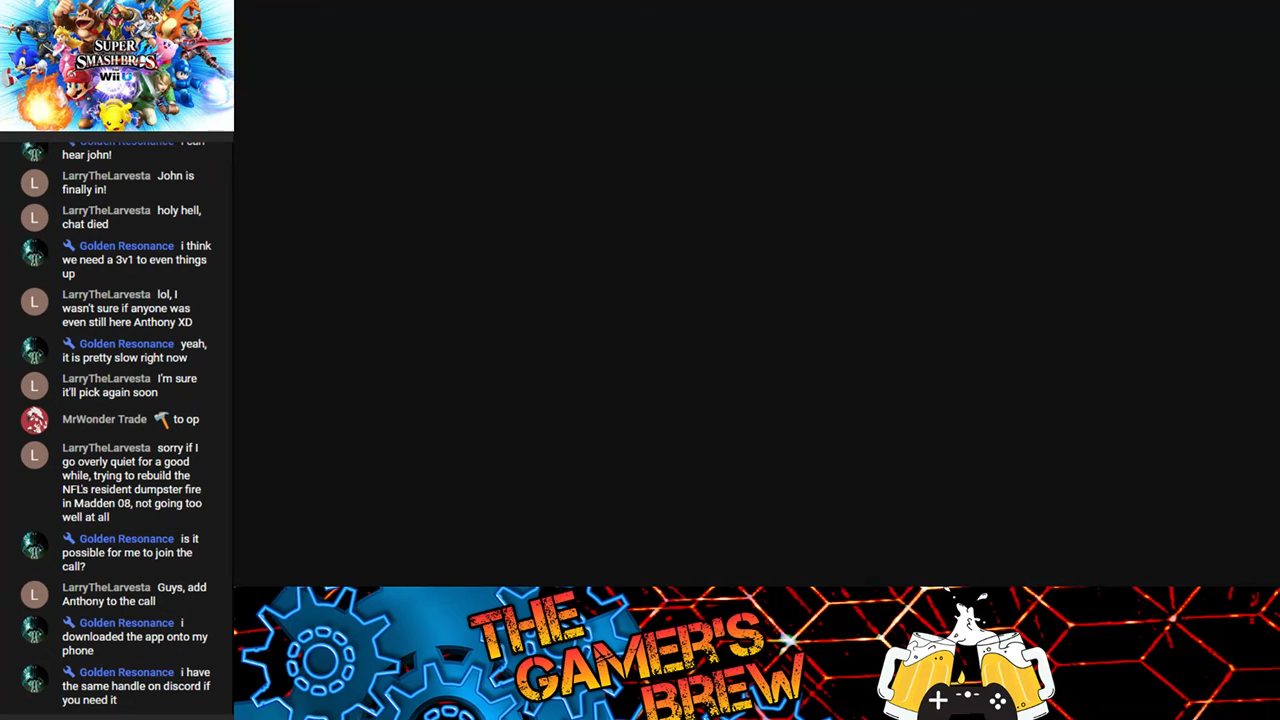 SUPER
SMASH BROS.
Wii U
Golden Resonance i can
hear john!
L
LarryTheLarvesta John is
finally in!
L
LarryTheLarvesta holy hell,
chat died
Golden Resonance i think
we need a 3v1 to even things
up
L
LarryTheLarvesta lol, I
wasn't sure if anyone was
even still here Anthony XD
Golden Resonance yeah,
it is pretty slow right now
L
LarryTheLarvesta I'm sure
it'll pick again soon
MrWonder Trade 🔨 to op
L
LarryTheLarvesta sorry if I
go overly quiet for a good
while, trying to rebuild the
NFL's resident dumpster fire
in Madden 08, not going too
well at all
Golden Resonance is it
possible for me to join the
call?
L
LarryTheLarvesta Guys, add
Anthony to the call
Golden Resonance i
downloaded the app onto my
phone
Golden Resonance i have
the same handle on discord if
you need it
THE
GAMER'S
BREW